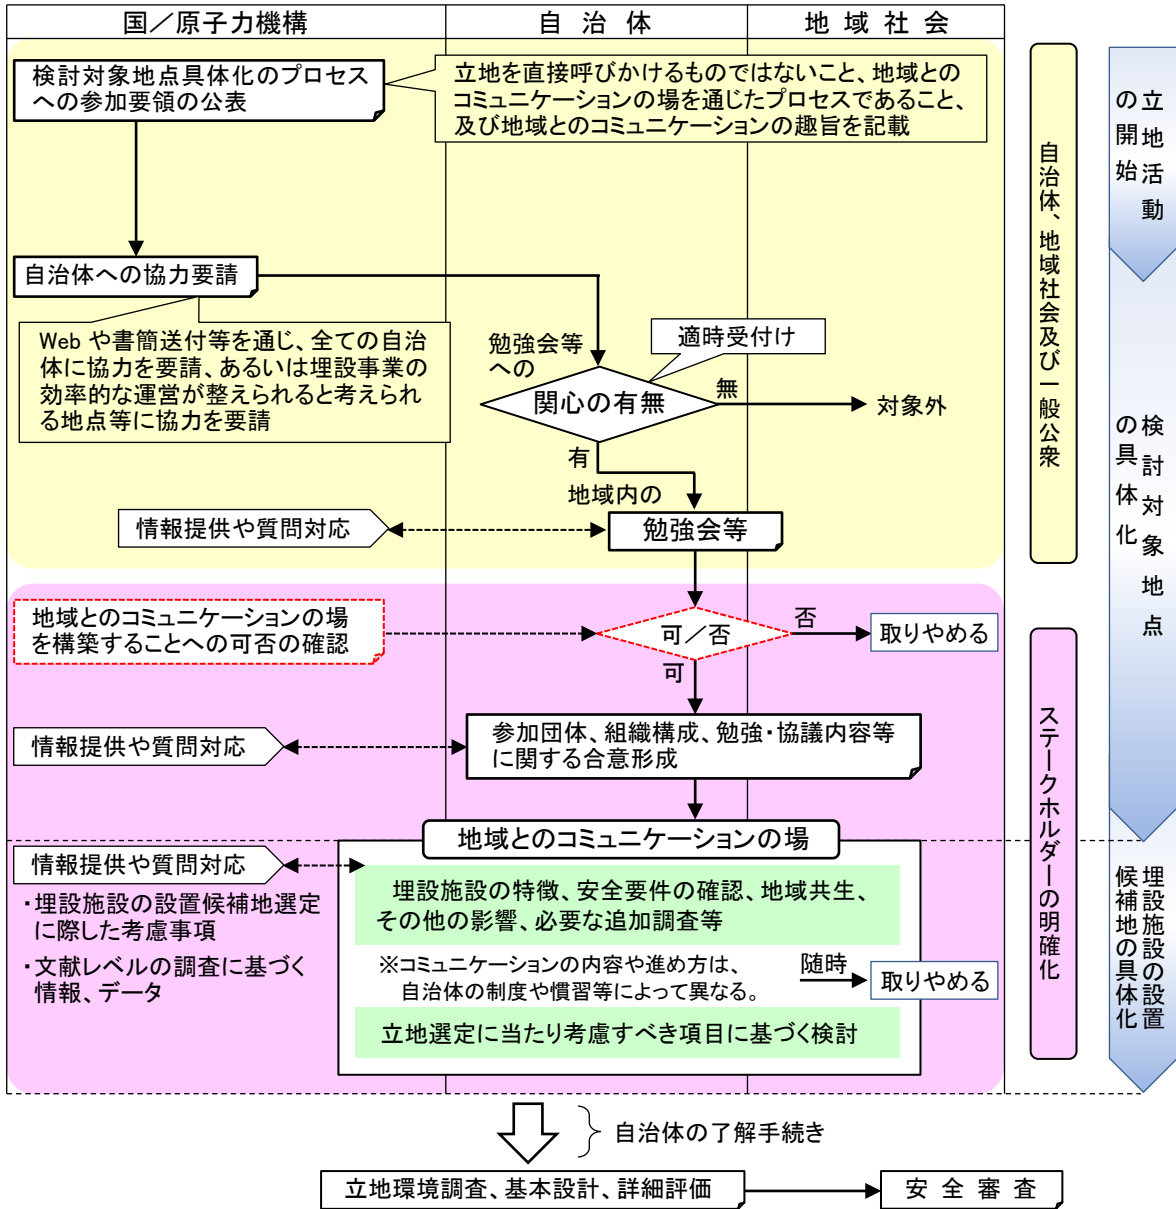 国／原子力機構
自 治 体
地 域 社 会
検討対象地点具体化のプロセス
への参加要領の公表
立地を直接呼びかけるものではないこと、地域との
コミュニケーションの場を通じたプロセスであること、
及び地域とのコミュニケーションの趣旨を記載
自治体への協力要請
Web や書簡送付等を通じ、全ての自治
体に協力を要請、あるいは埋設事業の
効率的な運営が整えられると考えられ
る地点等に協力を要請
勉強会等
への
適時受付け
関心の有無
無
対象外
有
地域内の
情報提供や質問対応
勉強会等
地域とのコミュニケーションの場
を構築することへの可否の確認
可／否
否
取りやめる
可
情報提供や質問対応
参加団体、組織構成、勉強・協議内容等
に関する合意形成
地域とのコミュニケーションの場
情報提供や質問対応
・埋設施設の設置候補地選定
に際した考慮事項
・文献レベルの調査に基づく
情報、データ
埋設施設の特徴、安全要件の確認、地域共生、
その他の影響、必要な追加調査等
※コミュニケーションの内容や進め方は、
自治体の制度や慣習等によって異なる。
随時
取りやめる
立地選定に当たり考慮すべき項目に基づく検討
自治体の了解手続き
立地環境調査、基本設計、詳細評価
安 全 審 査
自治体、地域社会及び一般公衆
ステークホルダーの明確化
立地活動
の開始
検討対象地点
の具体化
埋設施設の設置
候補地の具体化